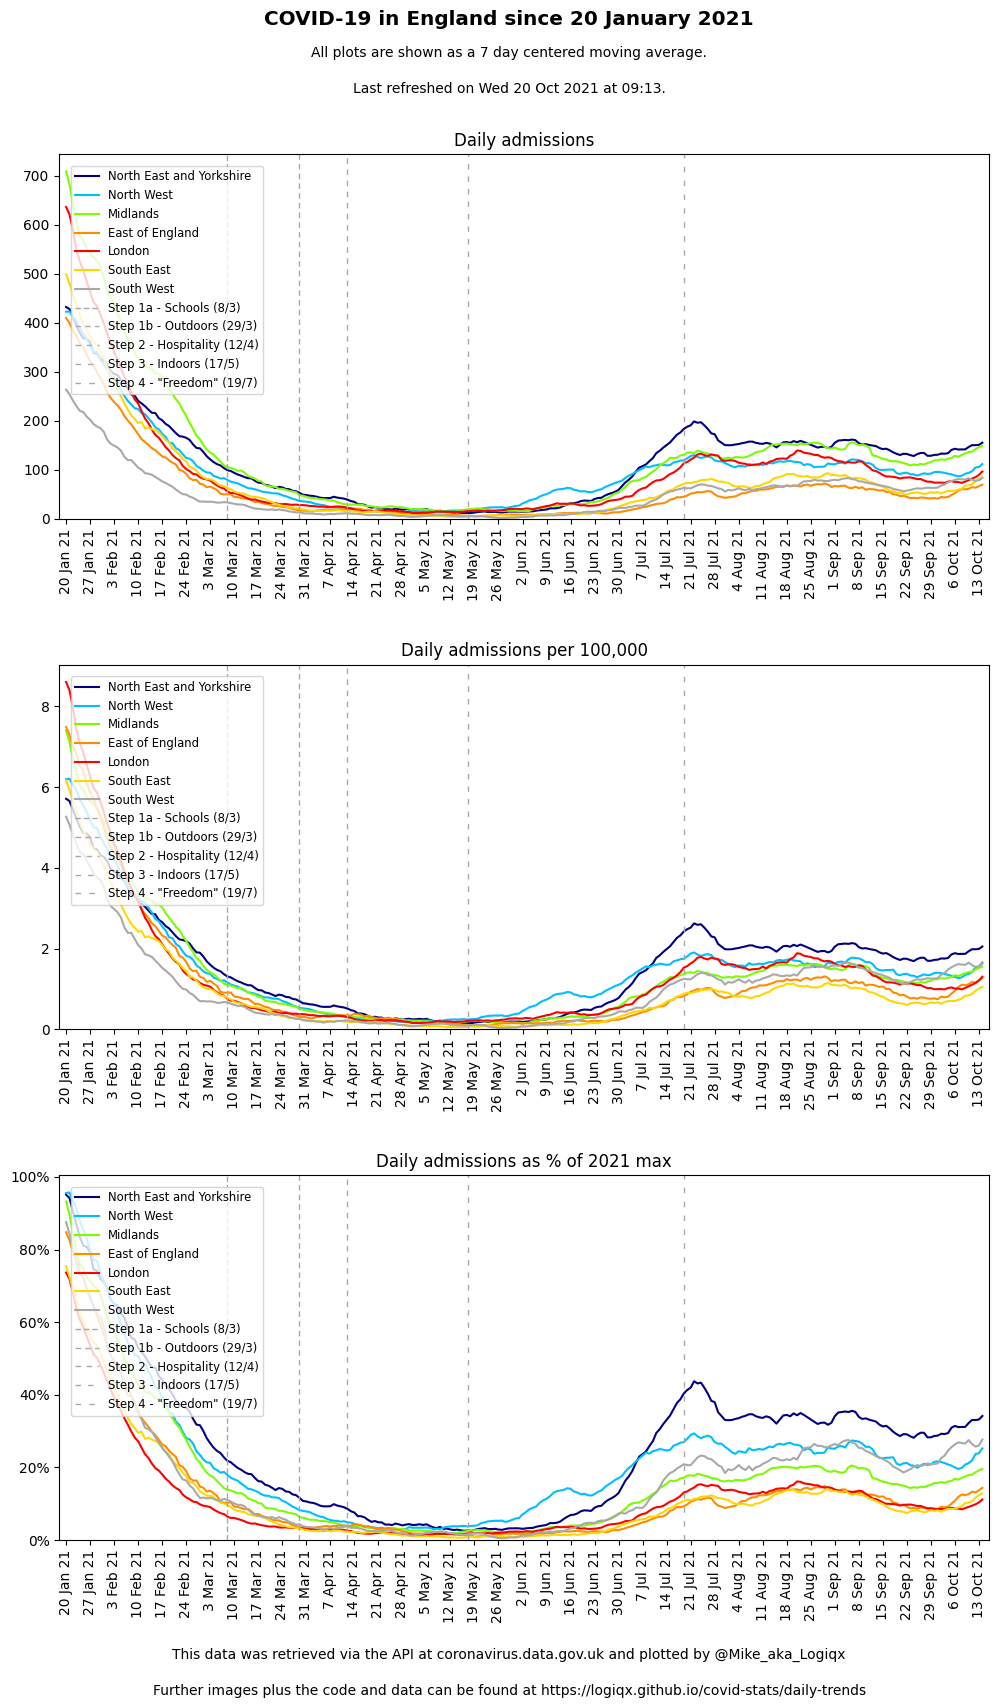 COVID-19 in England since 20 January 2021
All plots are shown as a 7 day centered moving average.
Last refreshed on Wed 20 Oct 2021 at 09:13.
Daily admissions
700
600
500
400
300
200
100
0
North East and Yorkshire
North West
Midlands
East of England
London
South East
South West
Step 1a - Schools (8/3)
Step 1b - Outdoors (29/3)
Step 2 - Hospitality (12/4)
Step 3 - Indoors (17/5)
Step 4 - "Freedom" (19/7)
20 Jan 21
27 Jan 21
3 Feb 21
10 Feb 21
17 Feb 21
24 Feb 21
3 Mar 21
10 Mar 21
17 Mar 21
24 Mar 21
31 Mar 21
7 Apr 21
14 Apr 21
21 Apr 21
28 Apr 21
5 May 21
12 May 21
19 May 21
26 May 21
2 Jun 21
9 Jun 21
16 Jun 21
23 Jun 21
30 Jun 21
7 Jul 21
14 Jul 21
21 Jul 21
28 Jul 21
4 Aug 21
11 Aug 21
18 Aug 21
25 Aug 21
1 Sep 21
8 Sep 21
15 Sep 21
22 Sep 21
29 Sep 21
6 Oct 21
13 Oct 21
Daily admissions per 100,000
8
6
4
2
0
North East and Yorkshire
North West
Midlands
East of England
London
South East
South West
Step 1a - Schools (8/3)
Step 1b - Outdoors (29/3)
Step 2 - Hospitality (12/4)
Step 3 - Indoors (17/5)
Step 4 - "Freedom" (19/7)
20 Jan 21
27 Jan 21
3 Feb 21
10 Feb 21
17 Feb 21
24 Feb 21
3 Mar 21
10 Mar 21
17 Mar 21
24 Mar 21
31 Mar 21
7 Apr 21
14 Apr 21
21 Apr 21
28 Apr 21
5 May 21
12 May 21
19 May 21
26 May 21
2 Jun 21
9 Jun 21
16 Jun 21
23 Jun 21
30 Jun 21
7 Jul 21
14 Jul 21
21 Jul 21
28 Jul 21
4 Aug 21
11 Aug 21
18 Aug 21
25 Aug 21
1 Sep 21
8 Sep 21
15 Sep 21
22 Sep 21
29 Sep 21
6 Oct 21
13 Oct 21
Daily admissions as % of 2021 max
100%
80%
60%
40%
20%
0%
North East and Yorkshire
North West
Midlands
East of England
London
South East
South West
Step 1a - Schools (8/3)
Step 1b - Outdoors (29/3)
Step 2 - Hospitality (12/4)
Step 3 - Indoors (17/5)
Step 4 - "Freedom" (19/7)
20 Jan 21
27 Jan 21
3 Feb 21
10 Feb 21
17 Feb 21
24 Feb 21
3 Mar 21
10 Mar 21
17 Mar 21
24 Mar 21
31 Mar 21
7 Apr 21
14 Apr 21
21 Apr 21
28 Apr 21
5 May 21
12 May 21
19 May 21
26 May 21
2 Jun 21
9 Jun 21
16 Jun 21
23 Jun 21
30 Jun 21
7 Jul 21
14 Jul 21
21 Jul 21
28 Jul 21
4 Aug 21
11 Aug 21
18 Aug 21
25 Aug 21
1 Sep 21
8 Sep 21
15 Sep 21
22 Sep 21
29 Sep 21
6 Oct 21
13 Oct 21
This data was retrieved via the API at coronavirus.data.gov.uk and plotted by @Mike_aka_Logiqx
Further images plus the code and data can be found at https://logiqx.github.io/covid-stats/daily-trends